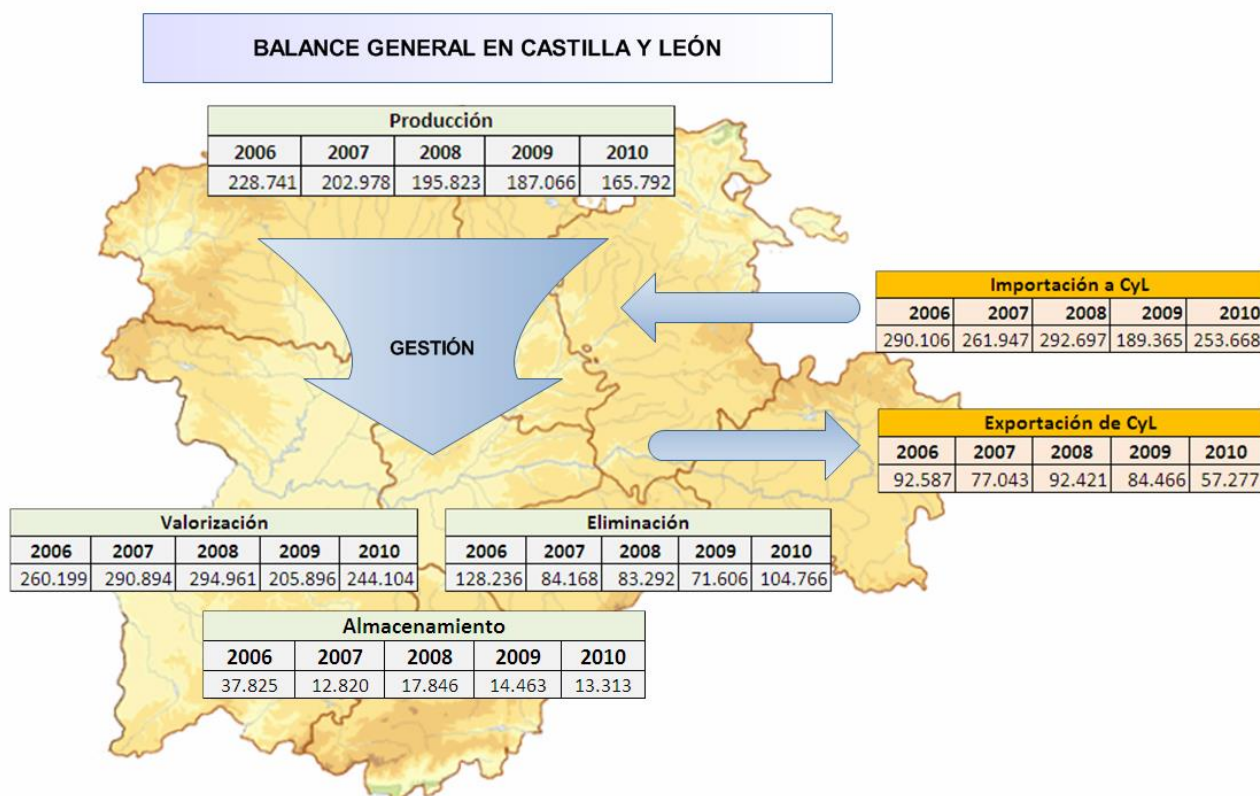 BALANCE GENERAL EN CASTILLA Y LEÓN
Producción
2006 2007 2008 2009 2010
228.741 202.978 195.823 187.066 165.792
GESTIÓN
Importación a CyL
2006 2007 2008 2009 2010
290.106 261.947 292.697 189.365 253.668
Exportación de CyL
2006 2007 2008 2009 2010
92.587 77.043 92.421 84.466 57.277
Valorización
2006 2007 2008 2009 2010
260.199 290.894 294.961 205.896 244.104
Eliminación
2006 2007 2008 2009 2010
128.236 84.168 83.292 71.606 104.766
Almacenamiento
2006 2007 2008 2009 2010
37.825 12.820 17.846 14.463 13.313